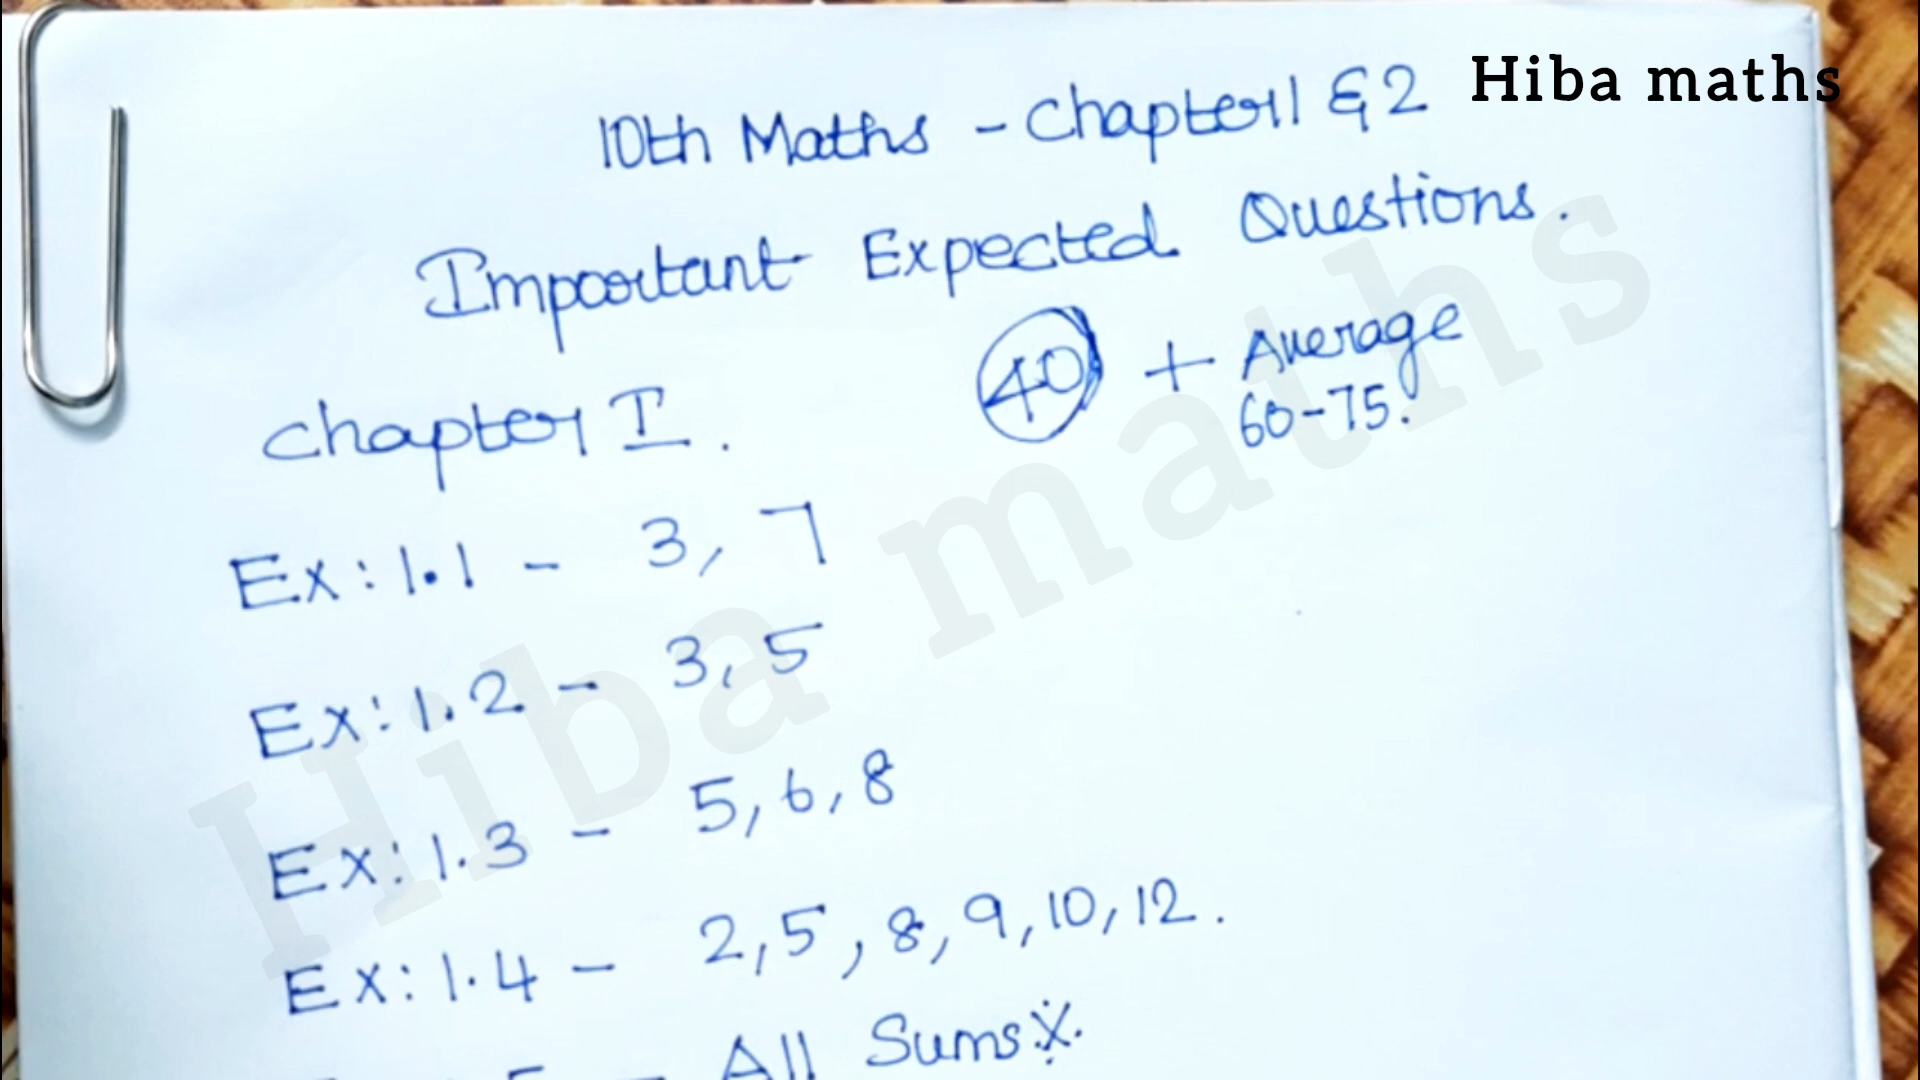 Hiba maths
10th Maths - Chapter 1 & 2
Important Expected Questions.
40 + Average
60-75.
Chapter I.
Ex: 1.1 - 3, 7
Ex: 1.2 - 3, 5
Ex: 1.3 - 5, 6, 8
Ex: 1.4 - 2, 5, 8, 9, 10, 12.
All Sums
Hiba maths